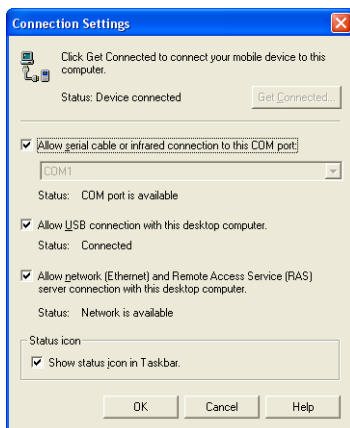 Connection Settings
Click Get Connected to connect your mobile device to this
computer.
Status: Device connected
Get Connected...
Allow serial cable or infrared connection to this COM port:
COM1
Status: COM port is available
Allow USB connection with this desktop computer.
Status: Connected
Allow network (Ethernet) and Remote Access Service (RAS)
server connection with this desktop computer.
Status: Network is available
Status icon
Show status icon in Taskbar.
OK Cancel Help